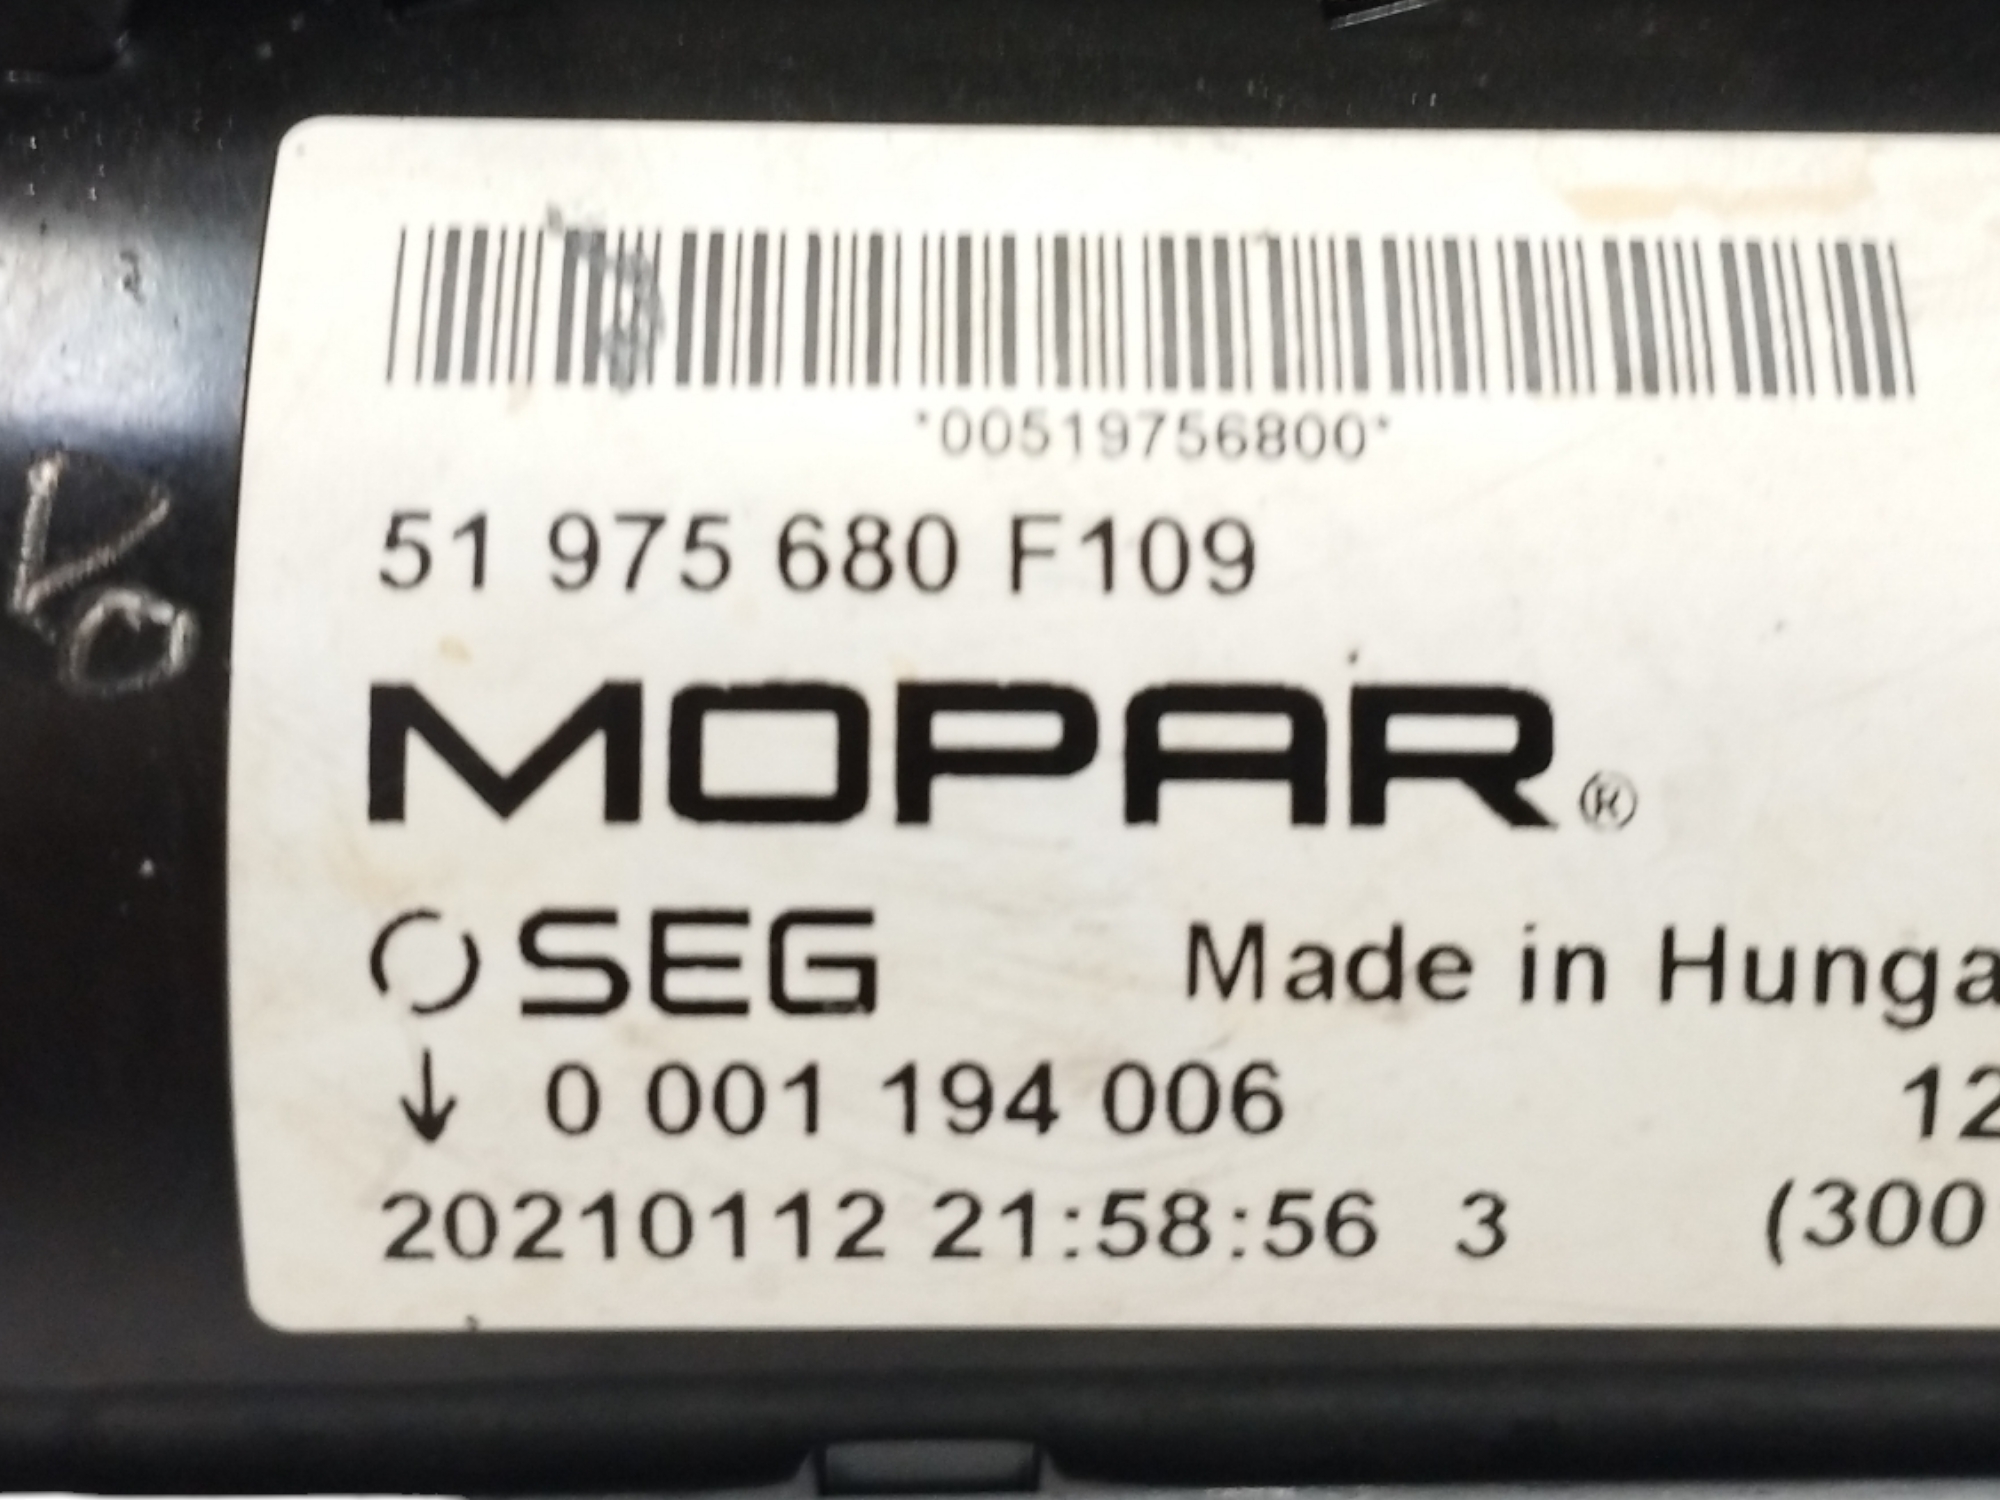 *00519756800*
51 975 680 F109
MOPAR®
SEG Made in Hunga
↓ 0 001 194 006 12
20210112 21:58:56 3 (300
VO